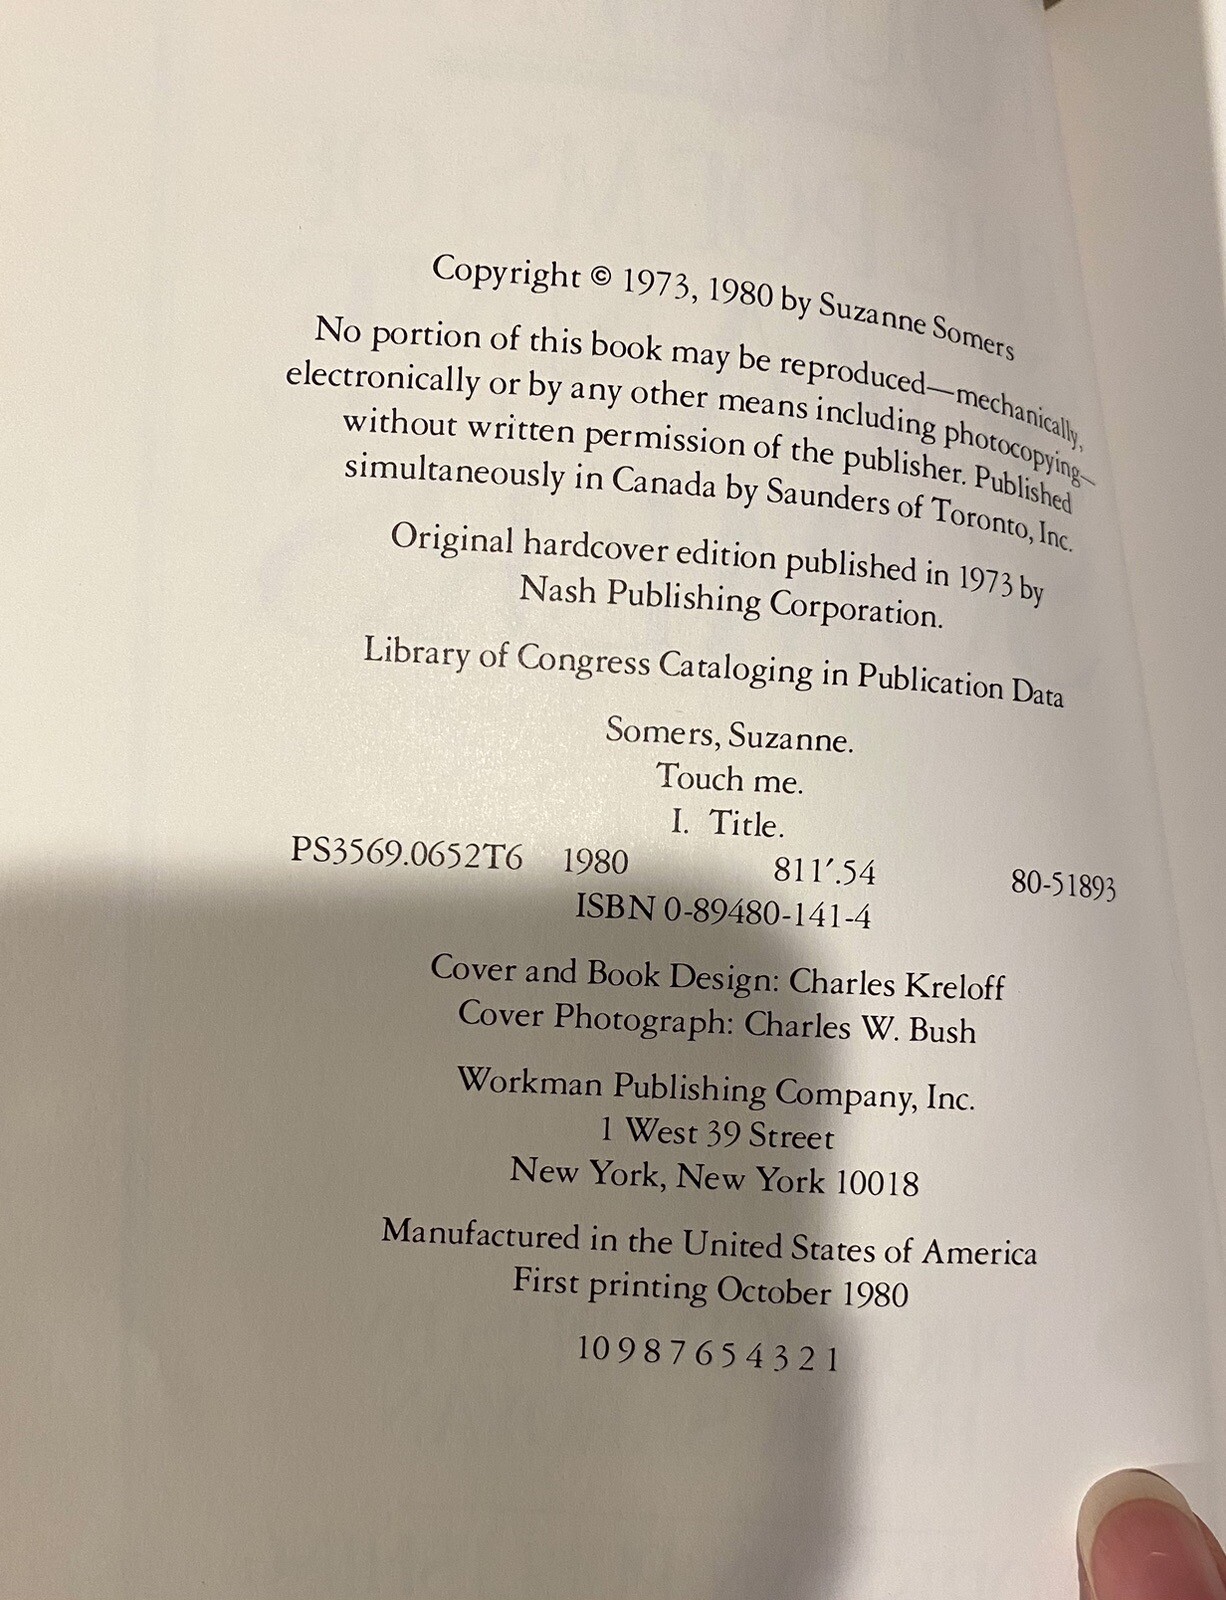 Copyright © 1973, 1980 by Suzanne Somers
No portion of this book may be reproduced—mechanically,
electronically or by any other means including photocopying—
without written permission of the publisher. Published
simultaneously in Canada by Saunders of Toronto, Inc.
Original hardcover edition published in 1973 by
Nash Publishing Corporation.
Library of Congress Cataloging in Publication Data
Somers, Suzanne.
Touch me.
I. Title.
PS3569.0652T6 1980 811′.54 80-51893
ISBN 0-89480-141-4
Cover and Book Design: Charles Kreloff
Cover Photograph: Charles W. Bush
Workman Publishing Company, Inc.
1 West 39 Street
New York, New York 10018
Manufactured in the United States of America
First printing October 1980
10 9 8 7 6 5 4 3 2 1